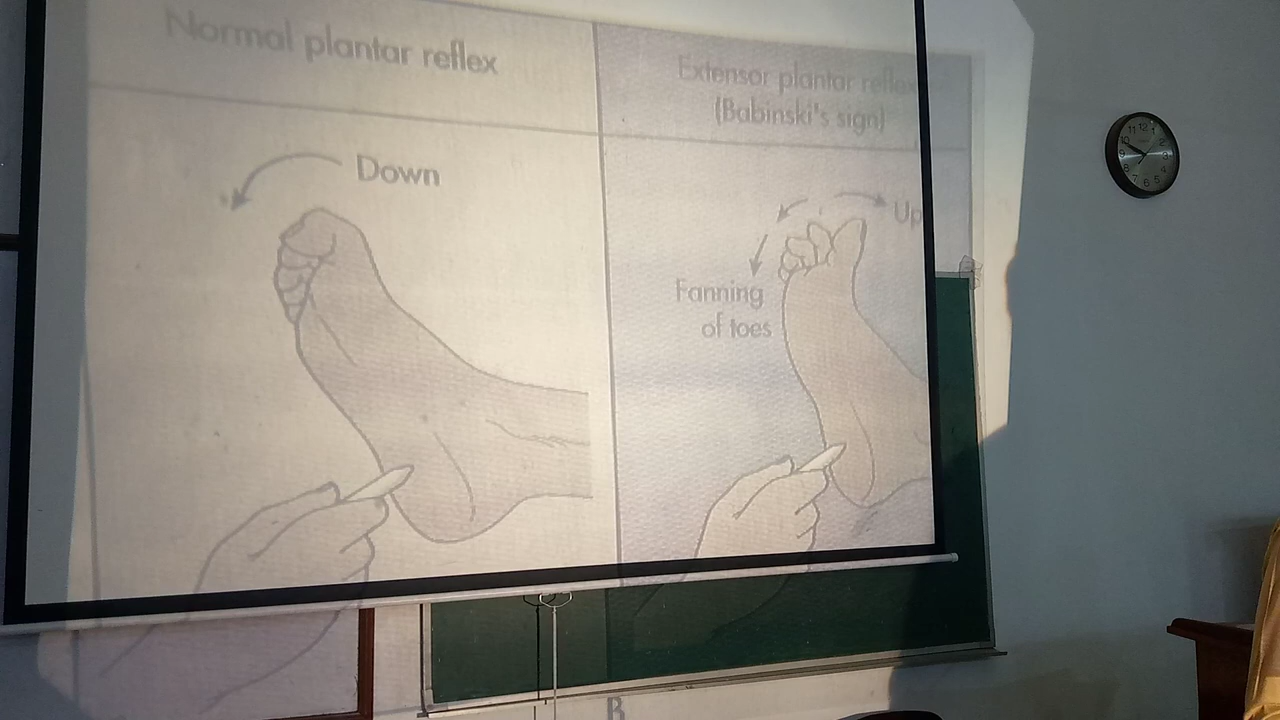 Normal plantar reflex
Extensor plantar reflex
(Babinski's sign)
Down
Up
Fanning
of toes
B